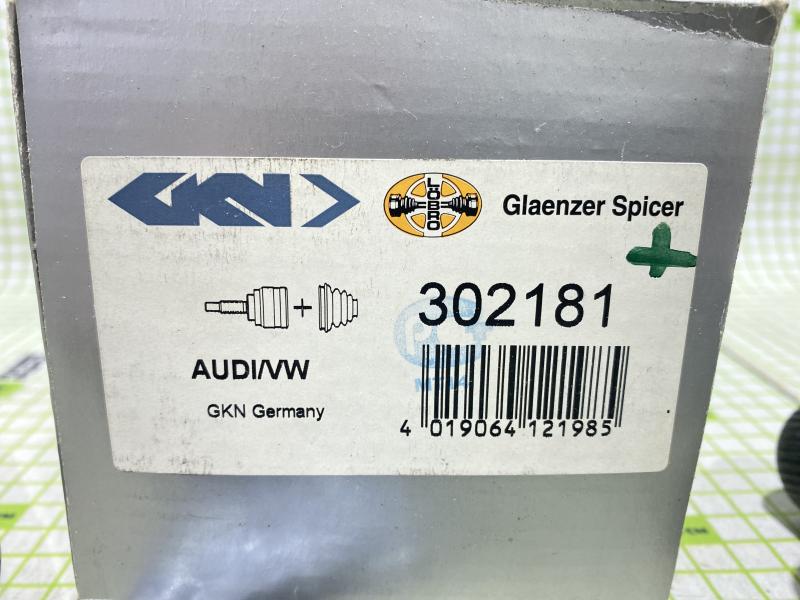 GKN
LÖBRO
Glaenzer Spicer
302181
AUDI/VW
GKN Germany
4 019064 121985